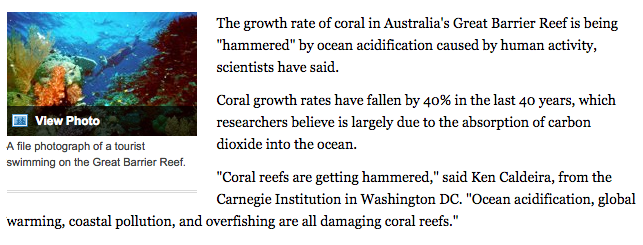 The growth rate of coral in Australia's Great Barrier Reef is being
"hammered" by ocean acidification caused by human activity,
scientists have said.
View Photo
A file photograph of a tourist
swimming on the Great Barrier Reef.
Coral growth rates have fallen by 40% in the last 40 years, which
researchers believe is largely due to the absorption of carbon
dioxide into the ocean.
"Coral reefs are getting hammered," said Ken Caldeira, from the
Carnegie Institution in Washington DC. "Ocean acidification, global
warming, coastal pollution, and overfishing are all damaging coral reefs."